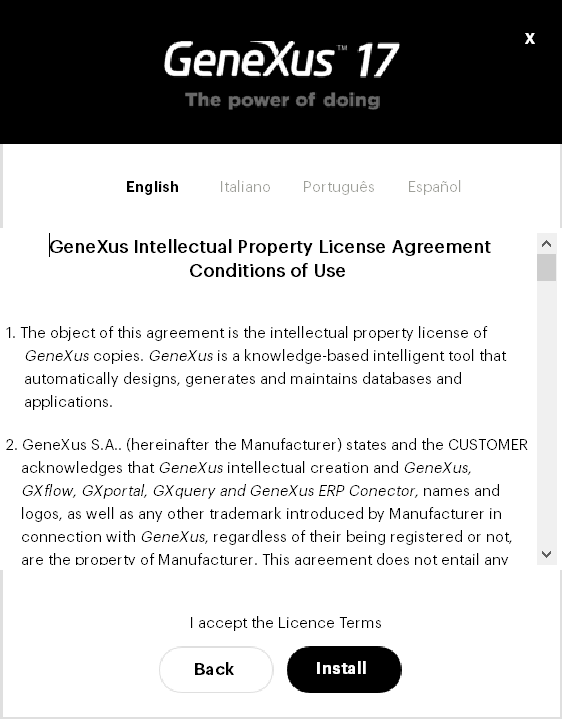 X
GeneXus™ 17
The power of doing
English Italiano Português Español
GeneXus Intellectual Property License Agreement
Conditions of Use
1. The object of this agreement is the intellectual property license of
GeneXus copies. GeneXus is a knowledge-based intelligent tool that
automatically designs, generates and maintains databases and
applications.
2. GeneXus S.A.. (hereinafter the Manufacturer) states and the CUSTOMER
acknowledges that GeneXus intellectual creation and GeneXus,
GXflow, GXportal, GXquery and GeneXus ERP Conector, names and
logos, as well as any other trademark introduced by Manufacturer in
connection with GeneXus, regardless of their being registered or not,
are the property of Manufacturer. This agreement does not entail any
I accept the Licence Terms
Back Install